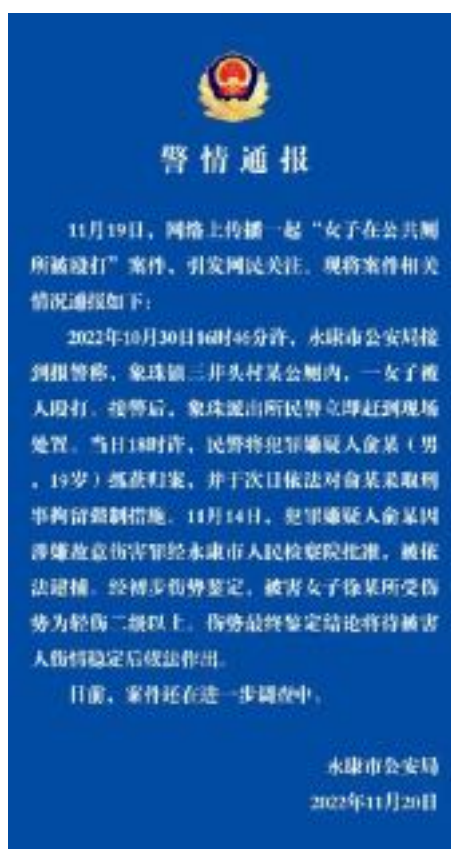 警情通报
11月19日，网络上传播一起“女子在公共厕
所被殴打”案件，引发网民关注。现将案件相关
情况通报如下：
2022年10月30日16时46分许，永康市公安局接
到报警称，象珠镇三井头村某公厕内，一女子被
人殴打。接警后，象珠派出所民警立即赶到现场
处置。当日18时许，民警将犯罪嫌疑人俞某（男
，19岁）抓获归案，并于次日依法对俞某采取刑
事拘留强制措施。11月14日，犯罪嫌疑人俞某因
涉嫌故意伤害罪经永康市人民检察院批准，被依
法逮捕。经初步伤势鉴定，被害女子徐某所受伤
势为轻伤二级以上，伤势最终鉴定结论将待被害
人伤情稳定后依法作出。
目前，案件还在进一步调查中。
永康市公安局
2022年11月20日